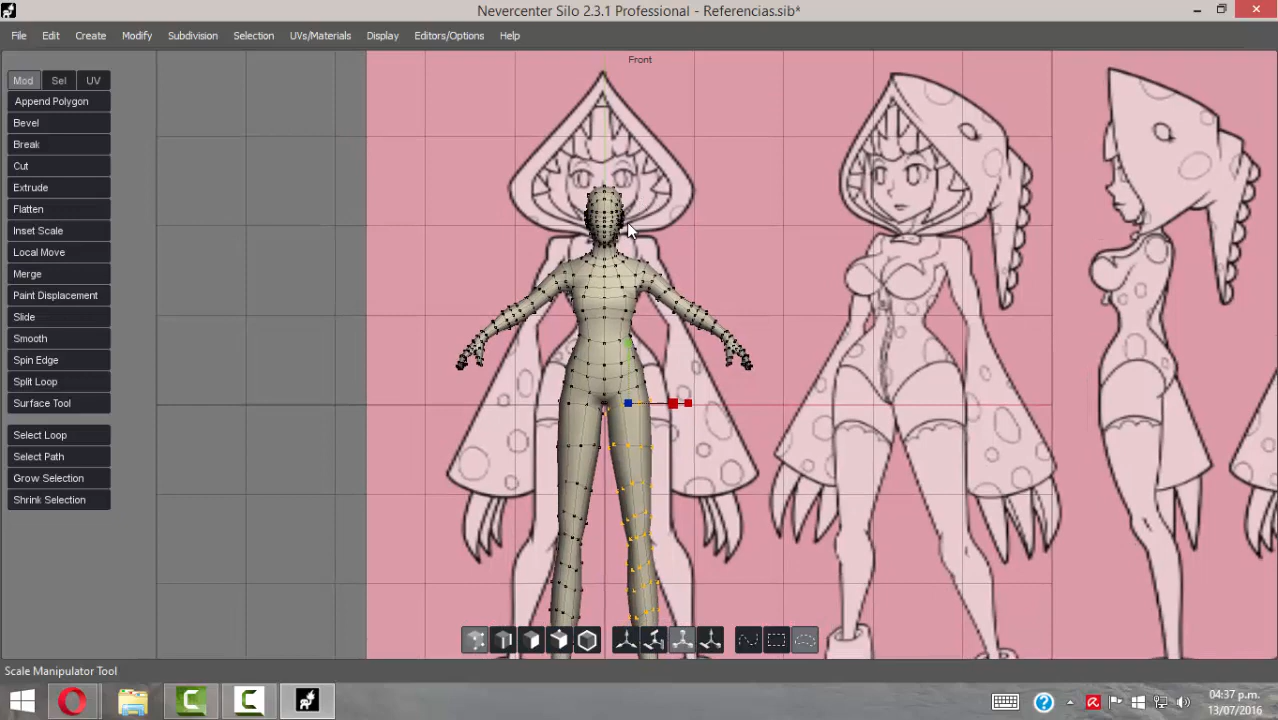 Nevercenter Silo 2.3.1 Professional - Referencias.sib*
File Edit Create Modify Subdivision Selection UVs/Materials Display Editors/Options Help
Front
Mod Sel UV
Append Polygon
Bevel
Break
Cut
Extrude
Flatten
Inset Scale
Local Move
Merge
Paint Displacement
Slide
Smooth
Spin Edge
Split Loop
Surface Tool
Select Loop
Select Path
Grow Selection
Shrink Selection
Scale Manipulator Tool
04:37 p.m.
13/07/2016